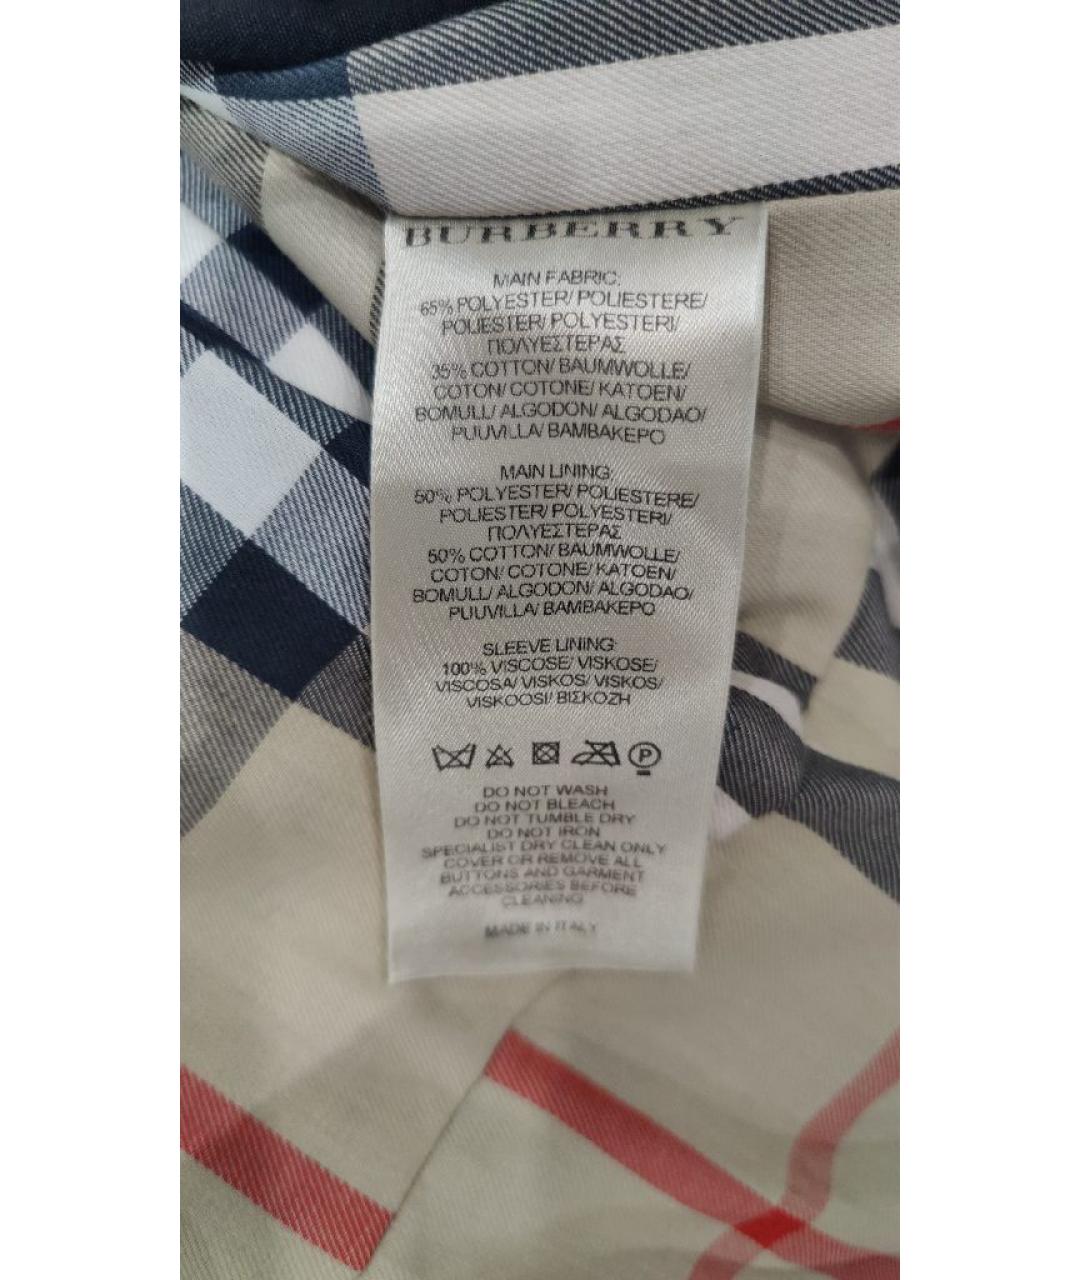 BURBERRY
MAIN FABRIC:
65% POLYESTER/ POLIESTERE/
POLIESTER/ POLYESTERI/
ΠΟΛΥΕΣΤΕΡΑΣ
35% COTTON/ BAUMWOLLE/
COTON/ COTONE/ KATOEN/
BOMULL/ ALGODON/ ALGODAO/
PUUVILLA/ ΒΑΜΒΑΚΕΡΟ
MAIN LINING:
50% POLYESTER/ POLIESTERE/
POLIESTER/ POLYESTERI/
ΠΟΛΥΕΣΤΕΡΑΣ
50% COTTON/ BAUMWOLLE/
COTON/ COTONE/ KATOEN/
BOMULL/ ALGODON/ ALGODAO/
PUUVILLA/ ΒΑΜΒΑΚΕΡΟ
SLEEVE LINING:
100% VISCOSE/ VISKOSE/
VISCOSA/ VISKOS/ VISKOS/
VISKOOSI/ ΒΙΣΚΟΖΗ
P
DO NOT WASH
DO NOT BLEACH
DO NOT TUMBLE DRY
DO NOT IRON
SPECIALIST DRY CLEAN ONLY
COVER OR REMOVE ALL
BUTTONS AND GARMENT
ACCESSORIES BEFORE
CLEANING
MADE IN ITALY